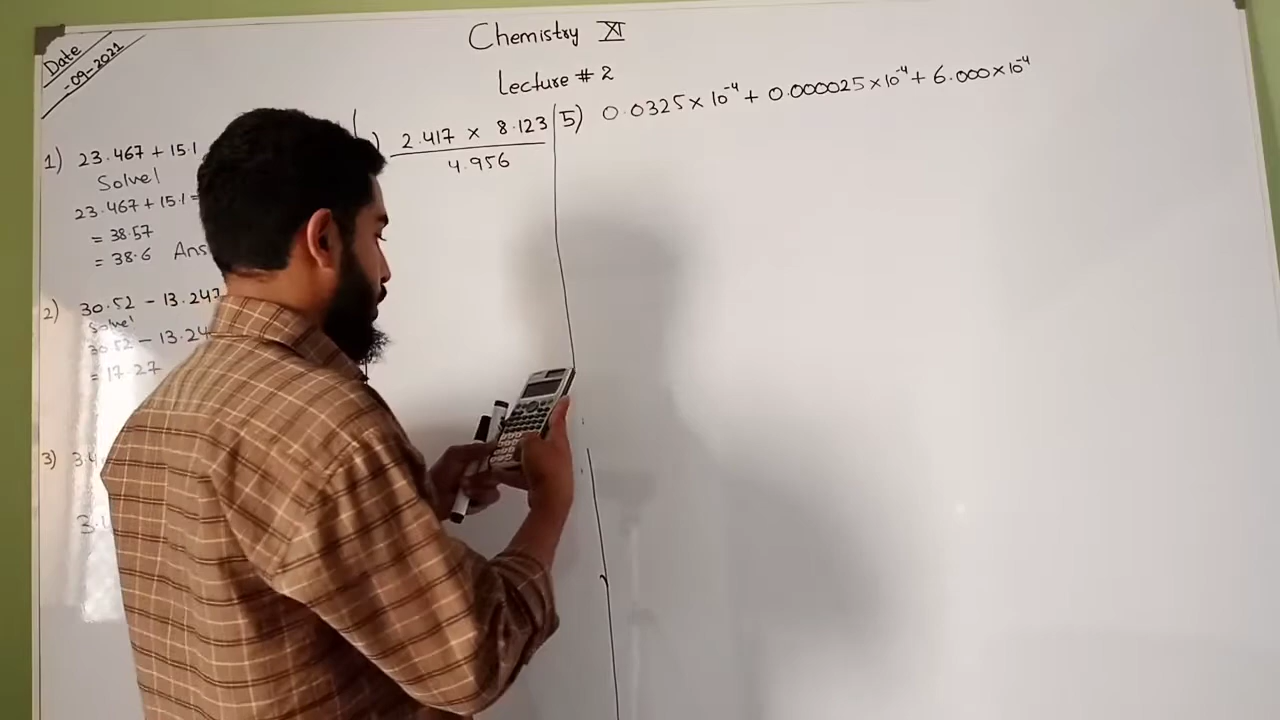 Chemistry XI
Lecture # 2
Date
-09-2021
1) 23.467 + 15.1
Solve!
23.467 + 15.1 =
= 38.57
= 38.6 Ans
2) 30.52 - 13.247
Solve!
30.52 - 13.24
= 17.27
3) 3.4
3.4
) 2.417 × 8.123
4.956
5) 0.0325 × 10⁻⁴ + 0.000025 × 10⁻⁴ + 6.000 × 10⁻⁴